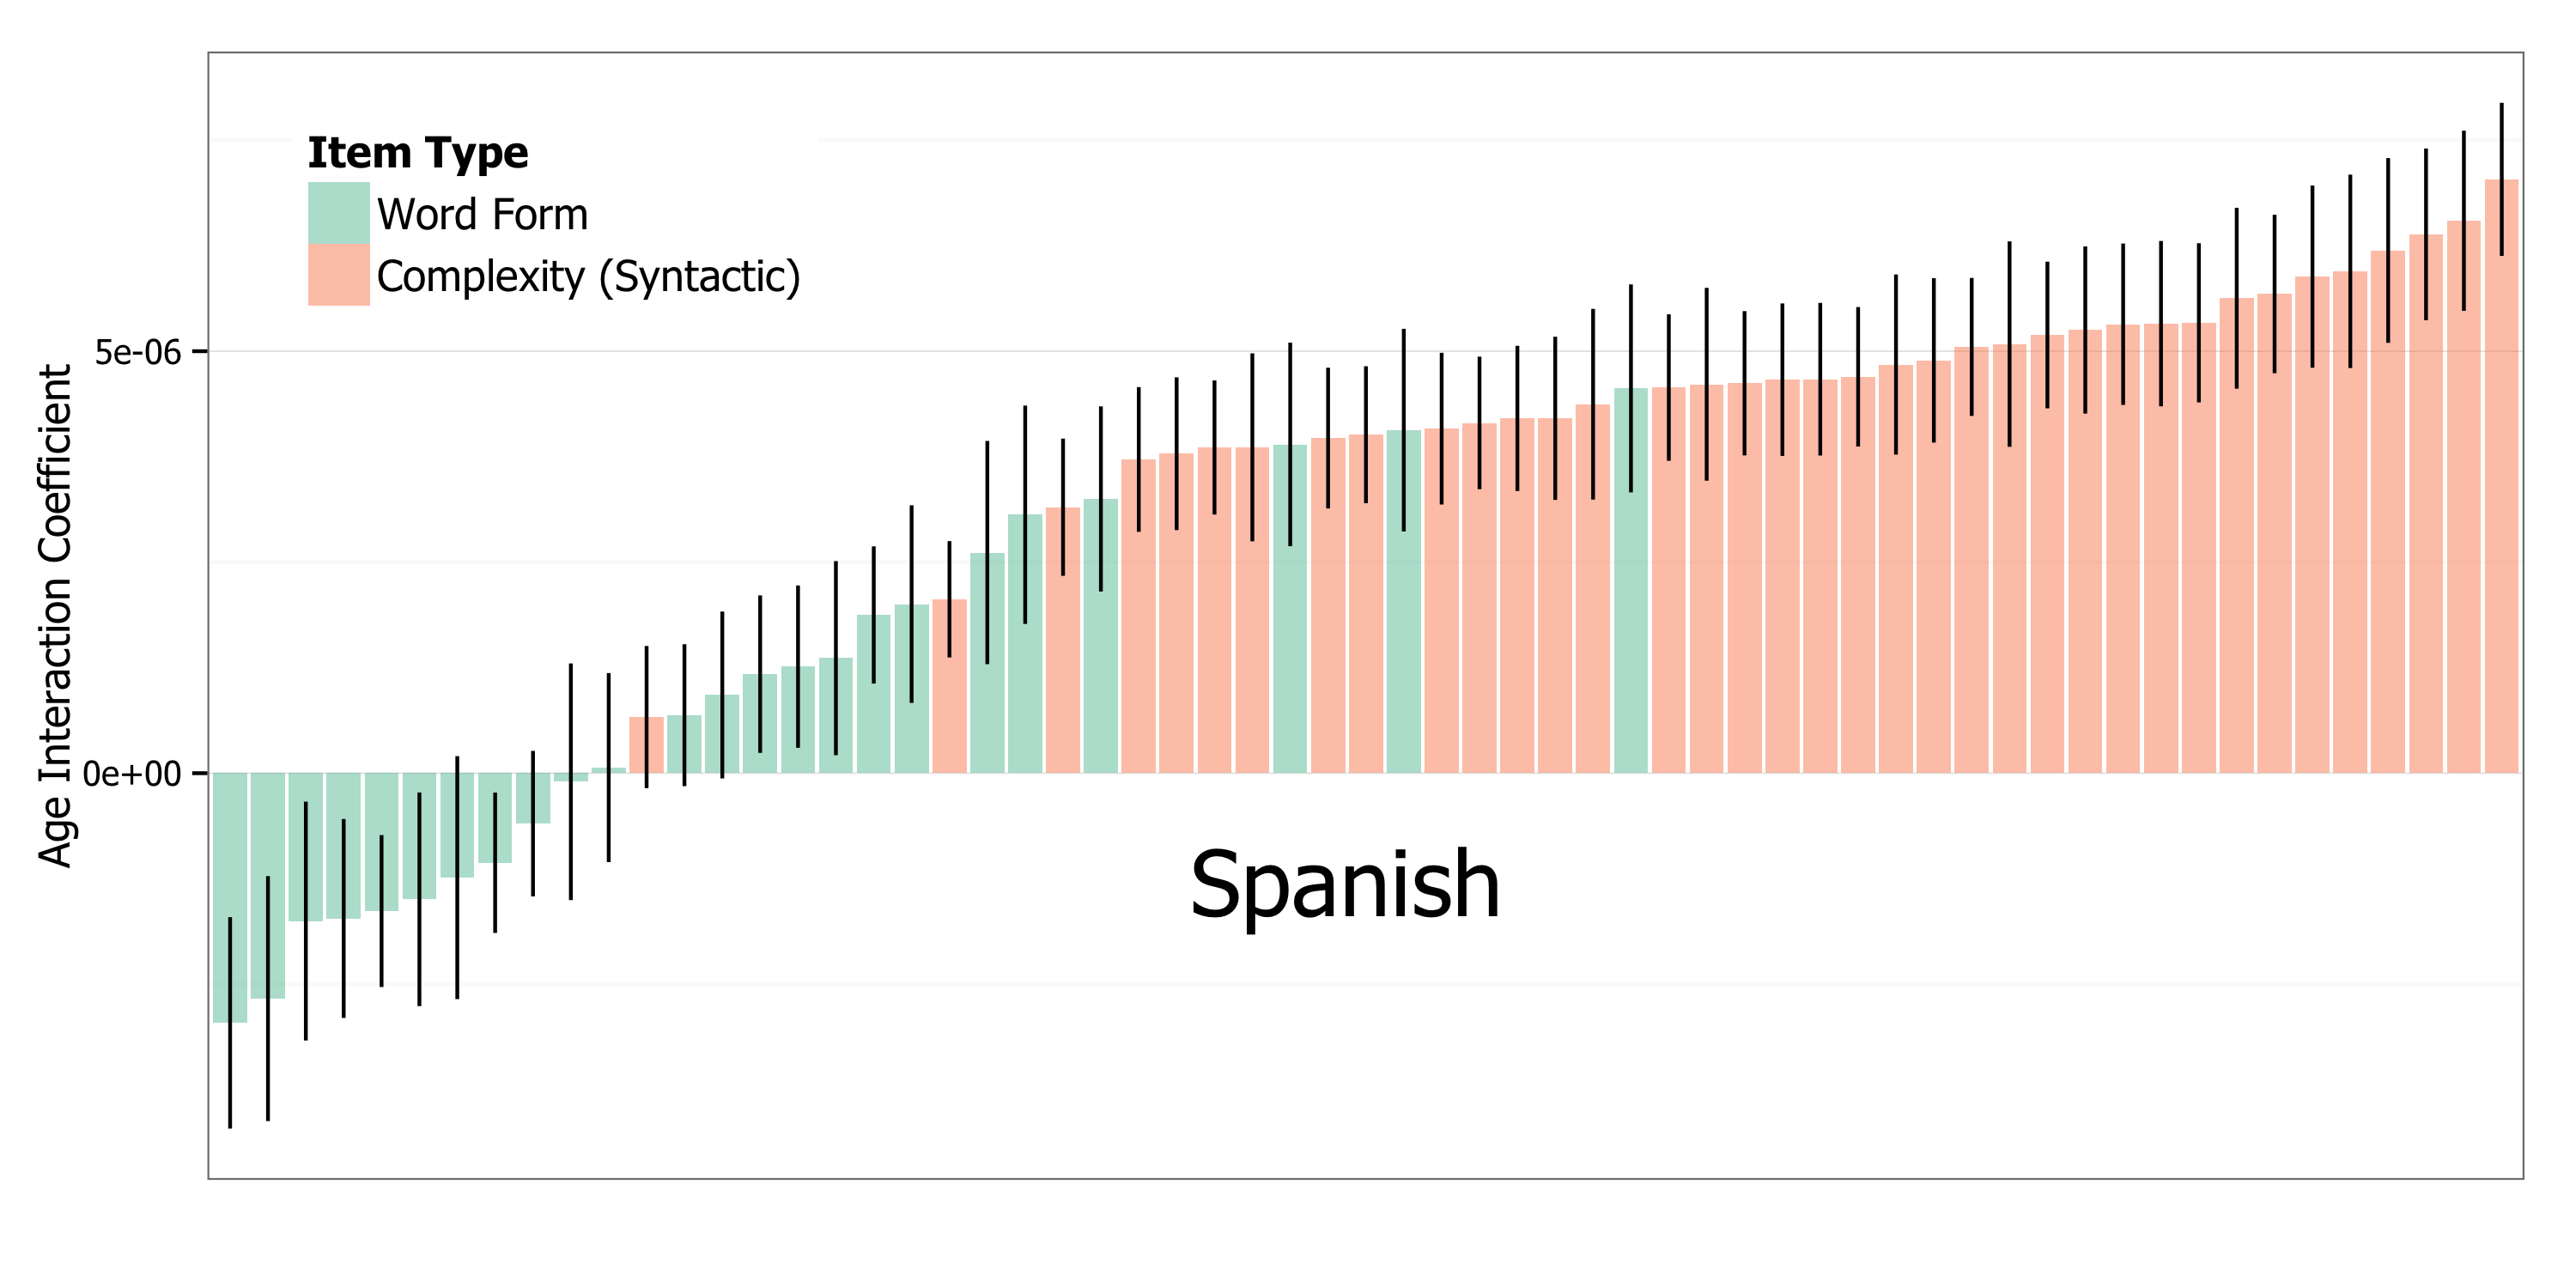 Item Type
Word Form
Complexity (Syntactic)
5e-06
0e+00
Age Interaction Coefficient
Spanish